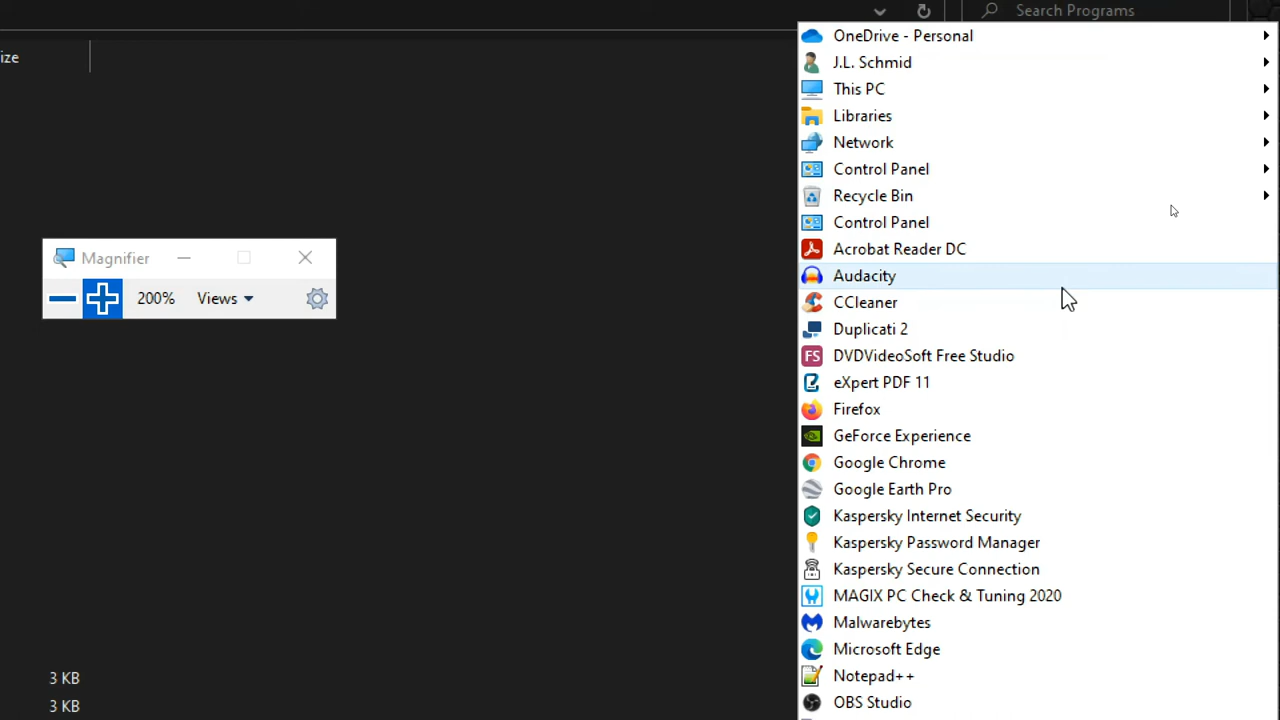 Search Programs
ize
OneDrive - Personal
J.L. Schmid
This PC
Libraries
Network
Control Panel
Recycle Bin
Control Panel
Acrobat Reader DC
Audacity
CCleaner
Duplicati 2
FS DVDVideoSoft Free Studio
eXpert PDF 11
Firefox
GeForce Experience
Google Chrome
Google Earth Pro
Kaspersky Internet Security
Kaspersky Password Manager
Kaspersky Secure Connection
MAGIX PC Check & Tuning 2020
Malwarebytes
Microsoft Edge
Notepad++
OBS Studio
Magnifier
200% Views
3 KB
3 KB